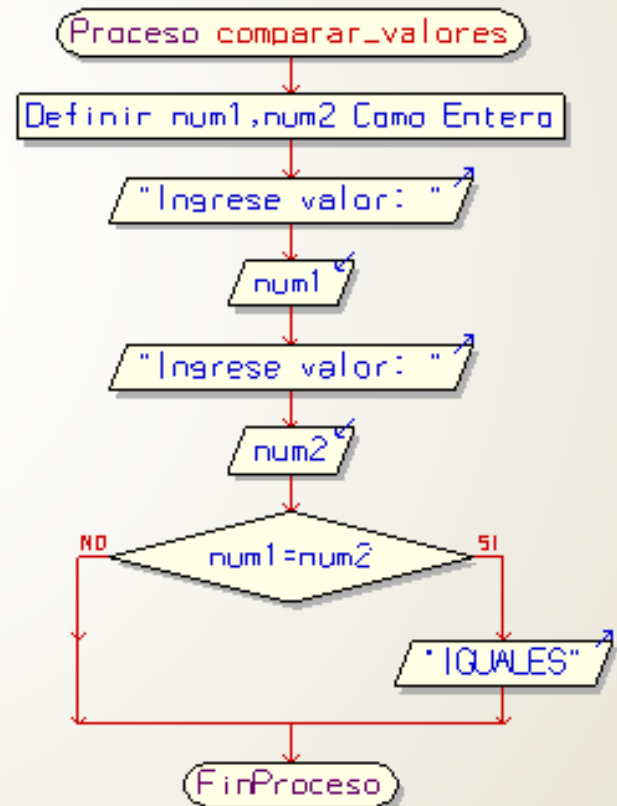 Proceso comparar_valores
Definir num1,num2 Como Entero
"Ingrese valor: "
num1
"Ingrese valor: "
num2
num1=num2
NO
SI
"IGUALES"
FinProceso